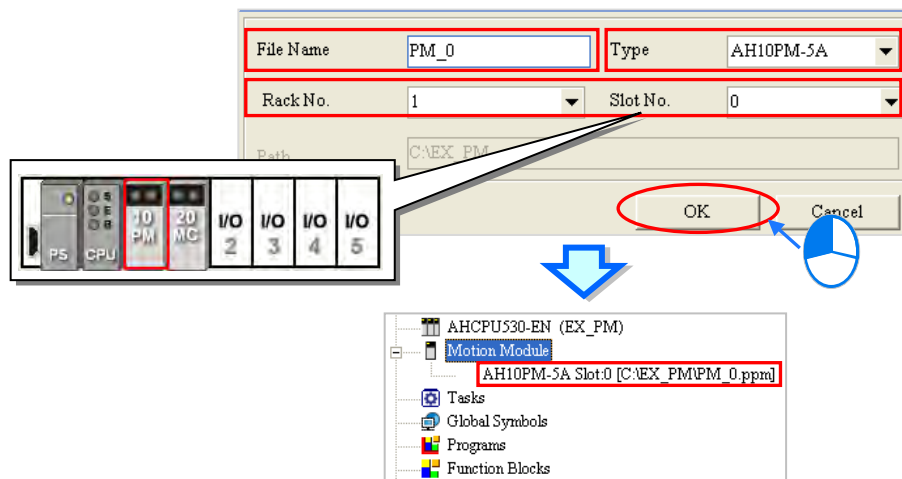 File Name PM_0 Type AH10PM-5A
Rack No. 1 Slot No. 0
Path C:\EX_PM
OK Cancel
PS CPU 10 PM 20 MC I/O 2 I/O 3 I/O 4 I/O 5
AHCPU530-EN (EX_PM)
Motion Module
AH10PM-5A Slot:0 [C:\EX_PM\PM_0.ppm]
Tasks
Global Symbols
Programs
Function Blocks